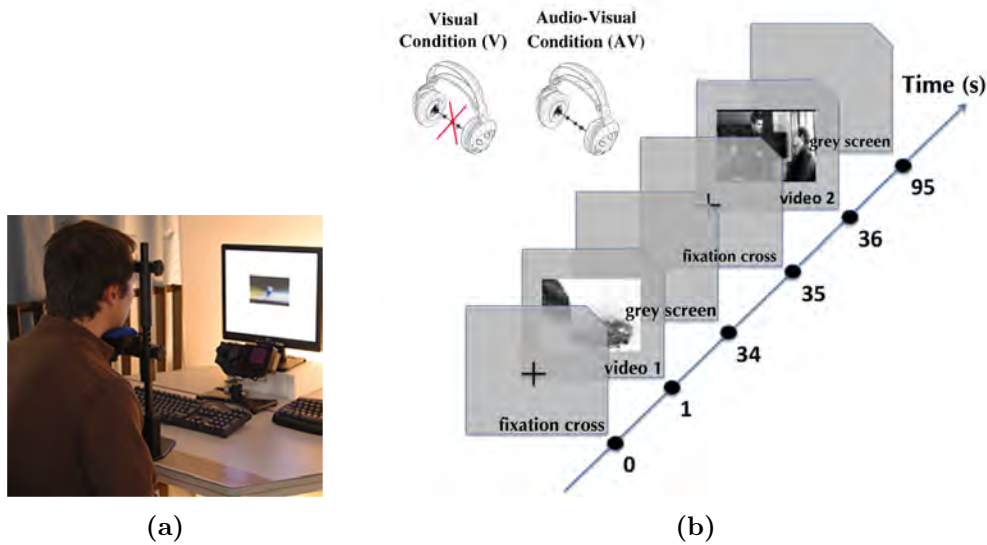 Visual
Condition (V)
Audio-Visual
Condition (AV)
Time (s)
grey screen
95
video 2
36
fixation cross
35
grey screen
34
video 1
1
fixation cross
0
(a)
(b)